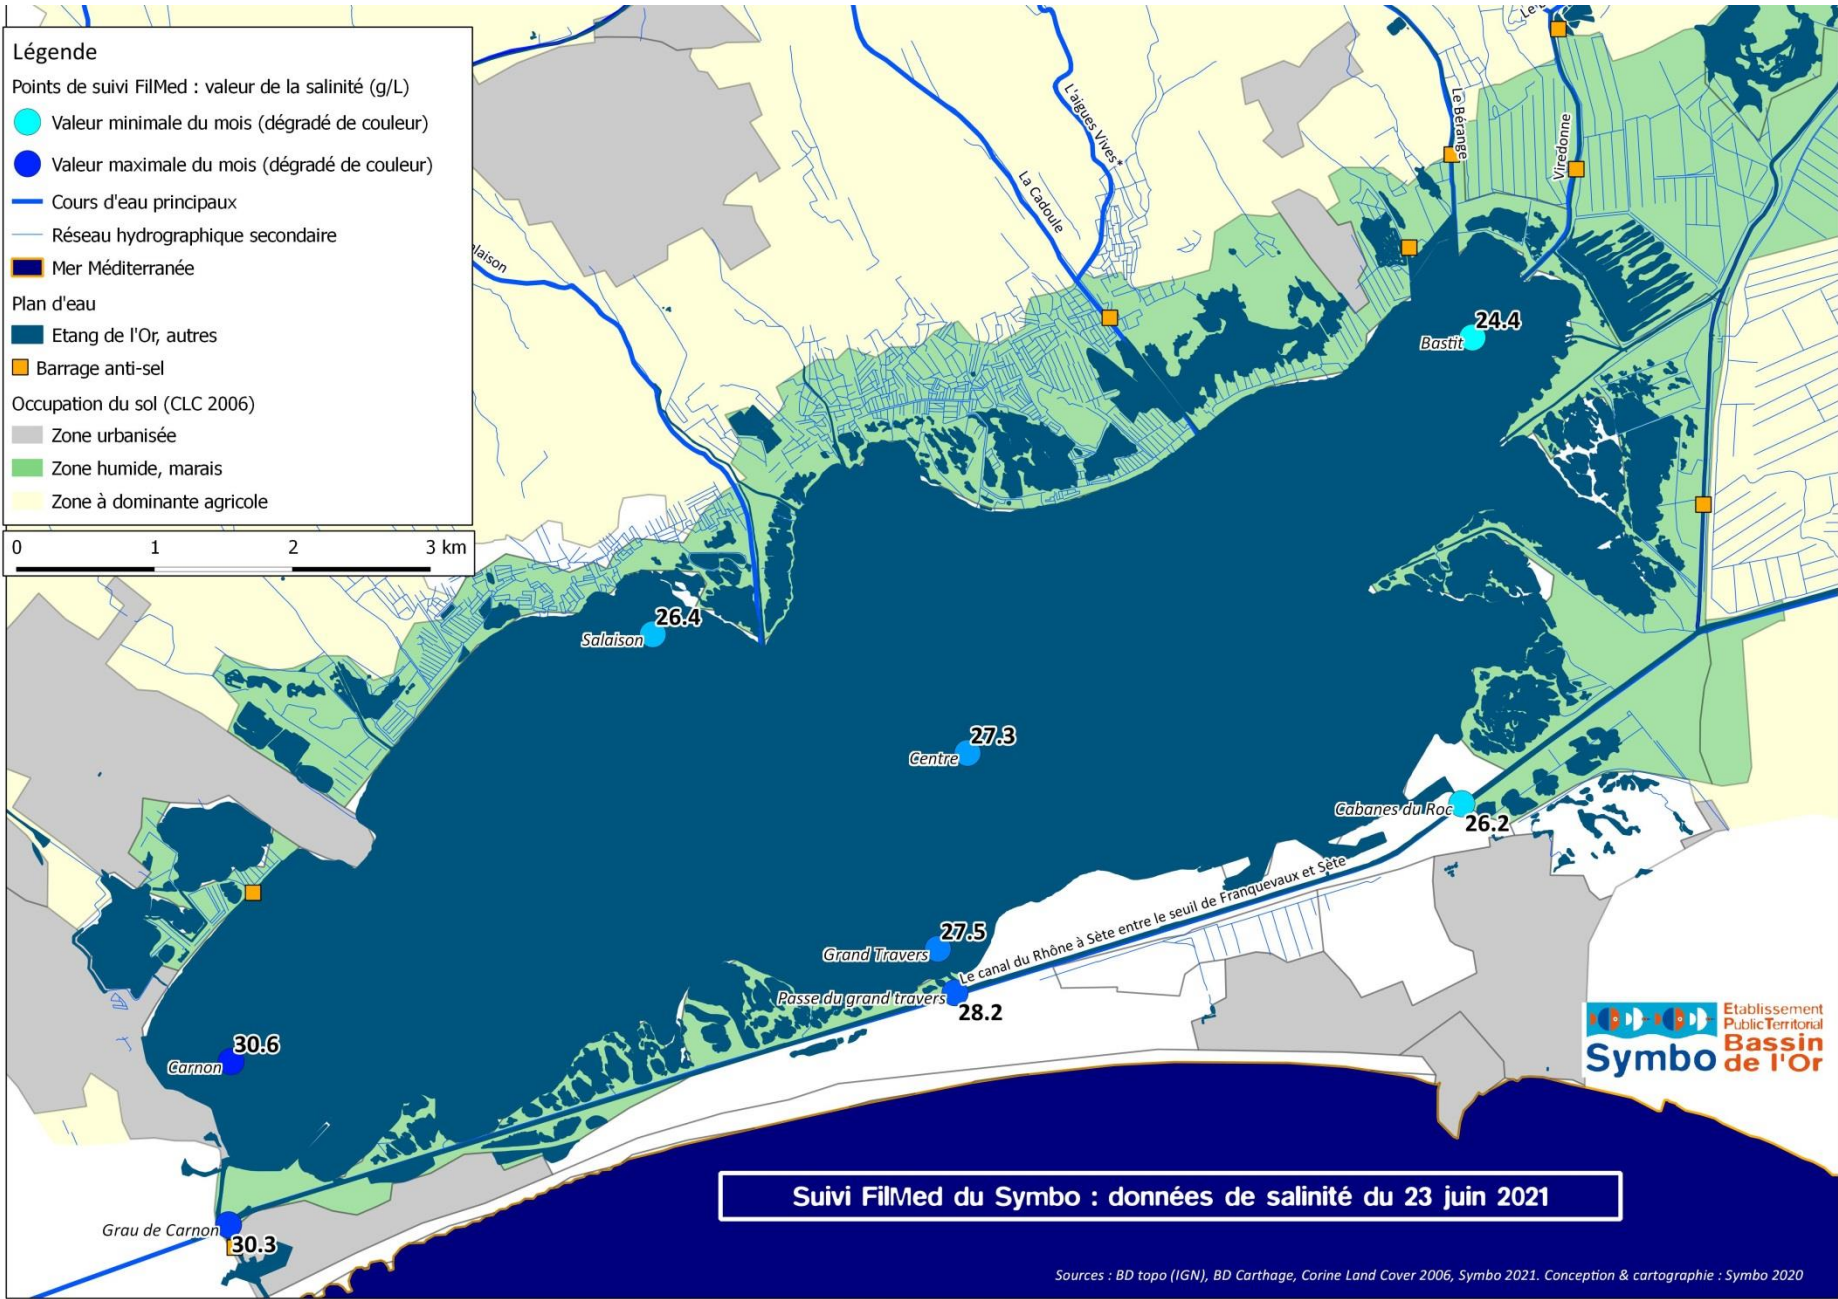 Légende
Points de suivi FilMed : valeur de la salinité (g/L)
Valeur minimale du mois (dégradé de couleur)
Valeur maximale du mois (dégradé de couleur)
Cours d'eau principaux
Réseau hydrographique secondaire
Mer Méditerranée
Plan d'eau
Etang de l'Or, autres
Barrage anti-sel
Occupation du sol (CLC 2006)
Zone urbanisée
Zone humide, marais
Zone à dominante agricole
0 1 2 3 km
L'aigues Vives*
La Cadoule
Le Bérange
Viredonne
24.4
Bastit
26.4
Salaison
27.3
Centre
Cabanes du Roc
26.2
Le canal du Rhône à Sète entre le seuil de Franquevaux et Sète
27.5
Grand Travers
Passe du grand travers
28.2
30.6
Carnon
Grau de Carnon
30.3
Symbo
Etablissement
Public Territorial
Bassin
de l'Or
Suivi FilMed du Symbo : données de salinité du 23 juin 2021
Sources : BD topo (IGN), BD Carthage, Corine Land Cover 2006, Symbo 2021. Conception & cartographie : Symbo 2020